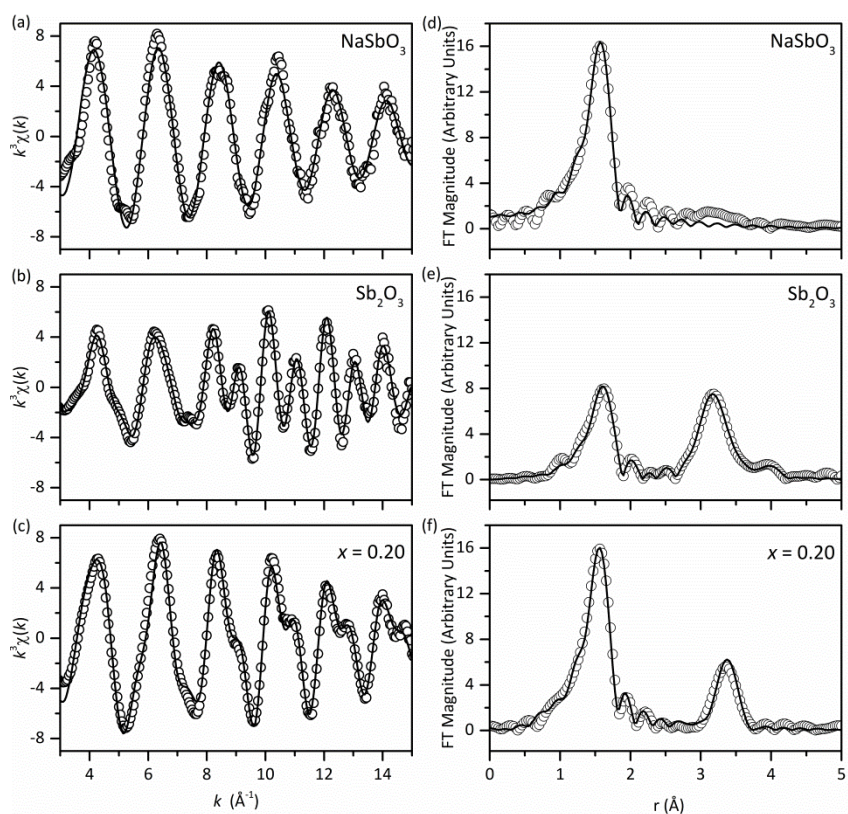 (a)
NaSbO₃
8
4
0
-4
-8
k³χ(k)
(d)
NaSbO₃
16
12
8
4
0
FT Magnitude (Arbitrary Units)
(b)
Sb₂O₃
8
4
0
-4
-8
k³χ(k)
(e)
Sb₂O₃
16
12
8
4
0
FT Magnitude (Arbitrary Units)
(c)
x = 0.20
8
4
0
-4
-8
k³χ(k)
4 6 8 10 12 14
k (Å⁻¹)
(f)
x = 0.20
16
12
8
4
0
FT Magnitude (Arbitrary Units)
0 1 2 3 4 5
r (Å)